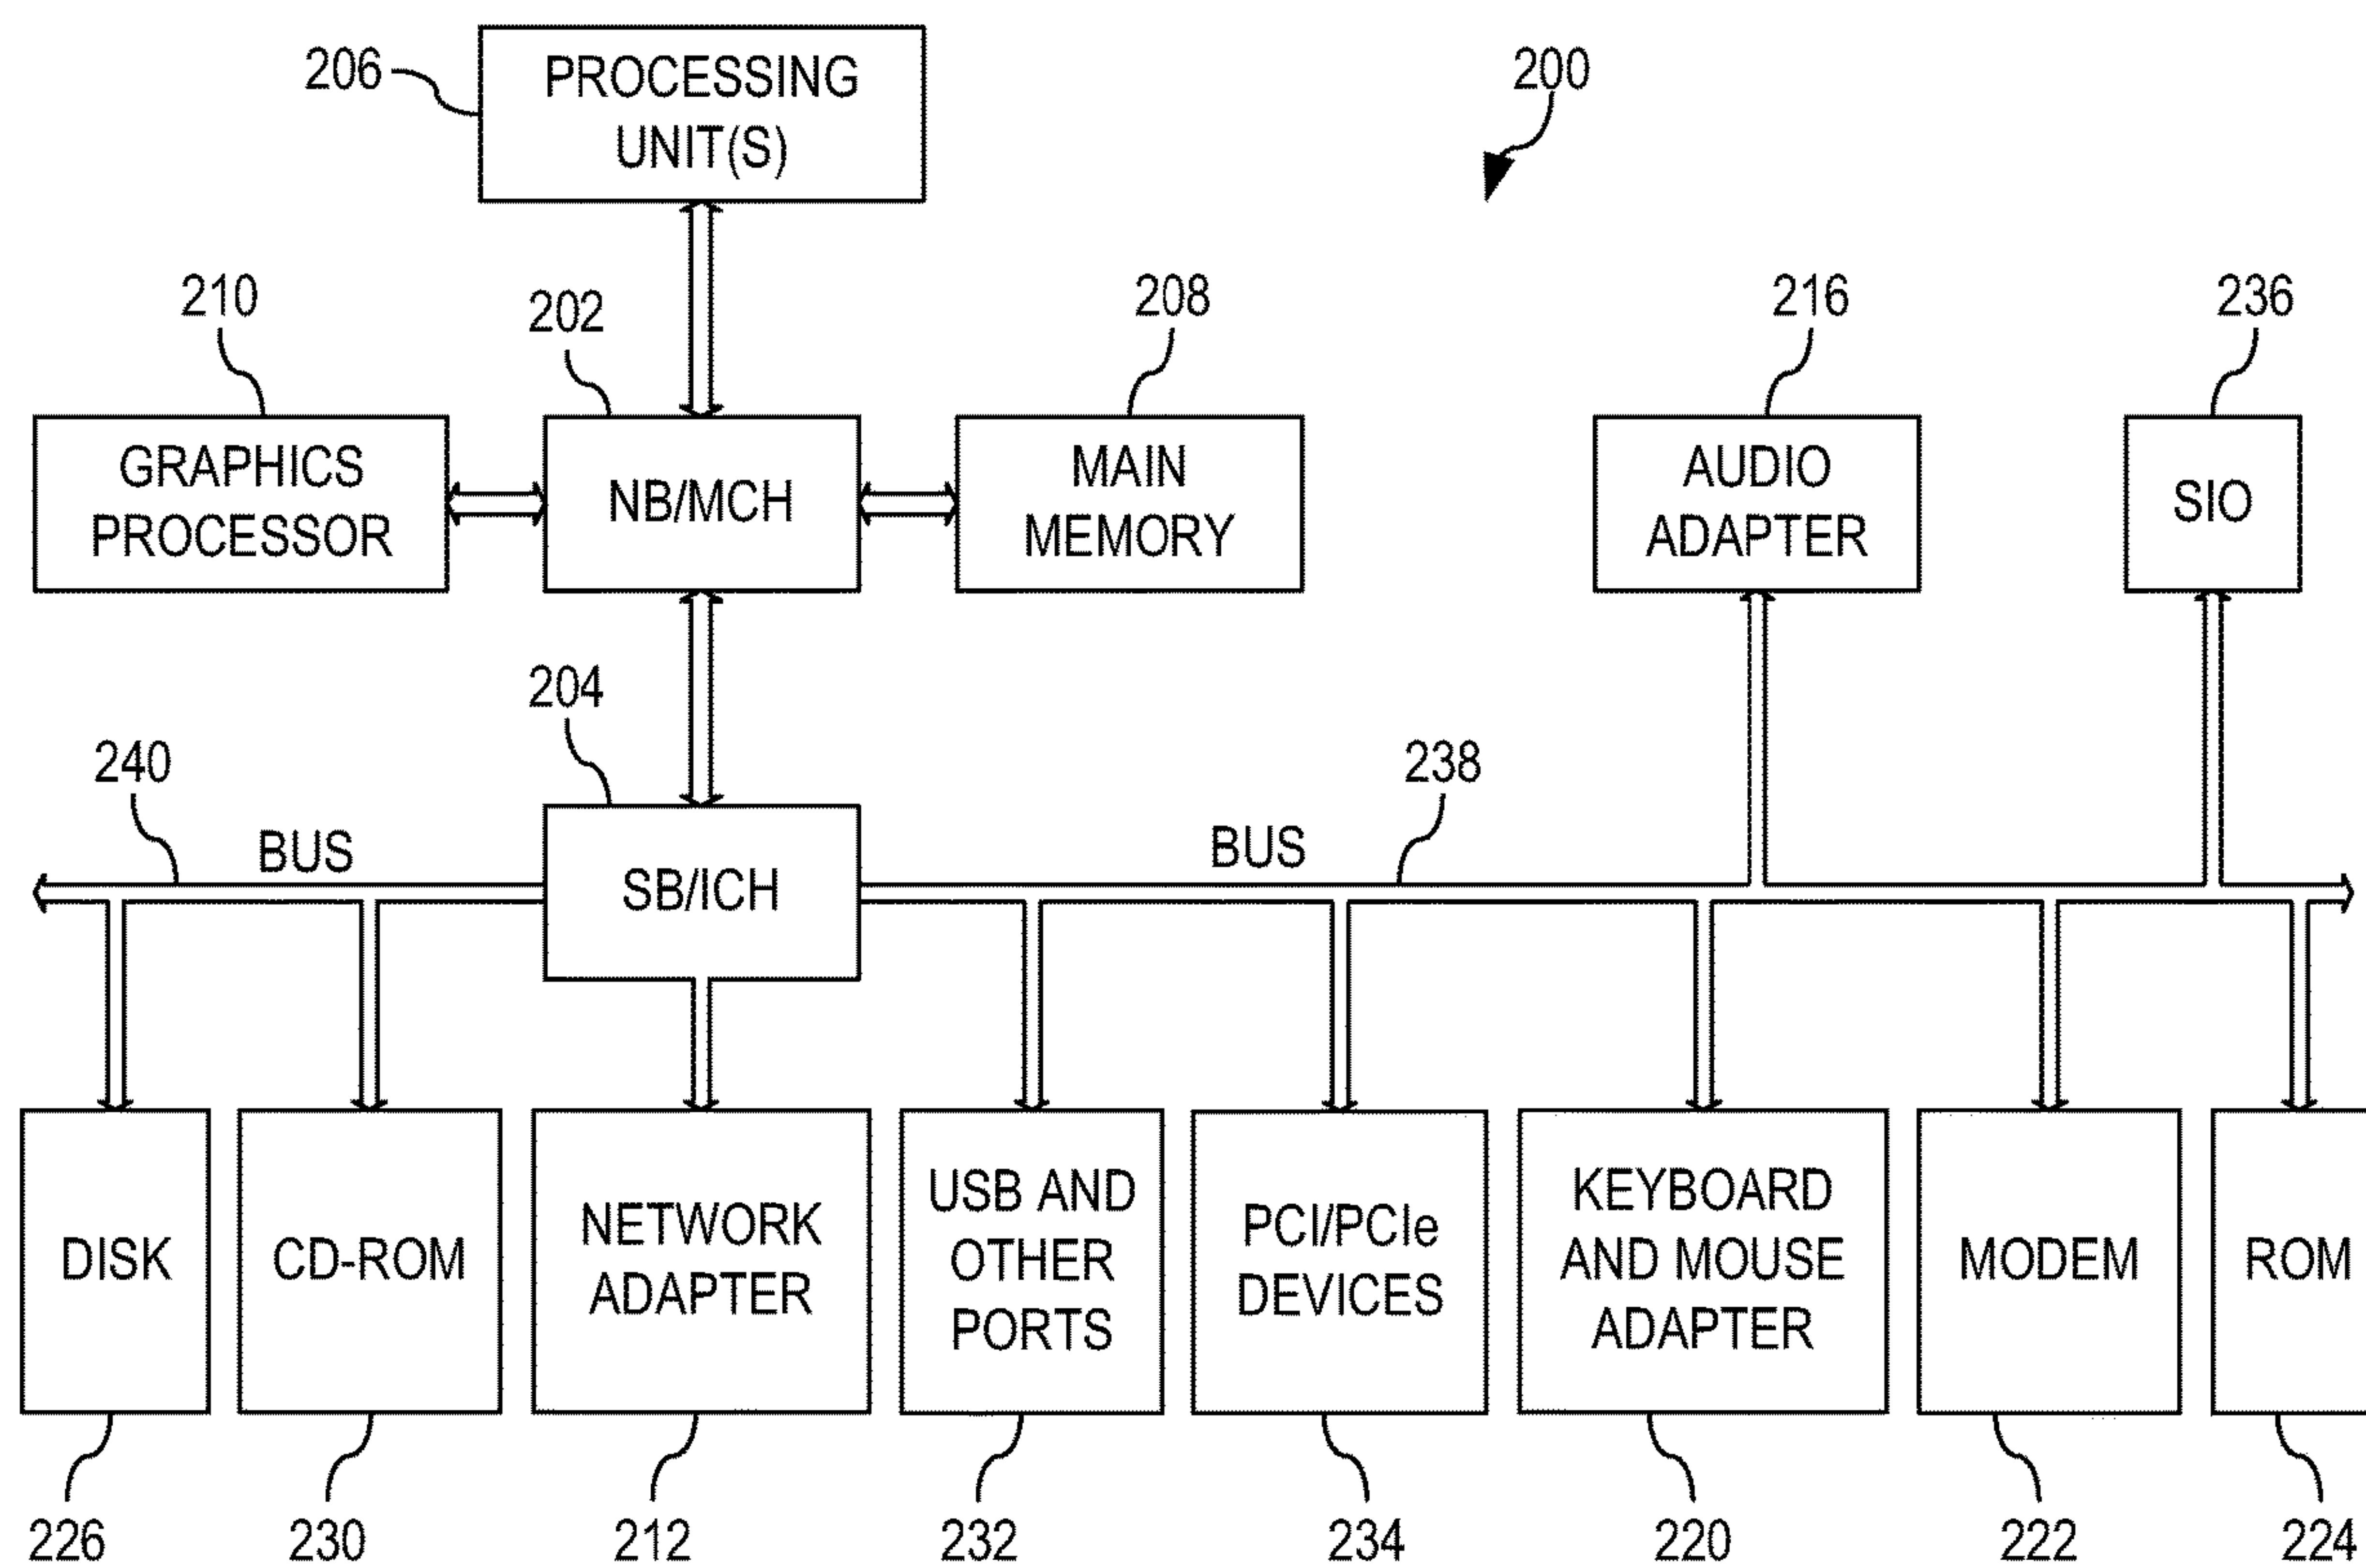 206
PROCESSING
UNIT(S)
200
210
202
208
216
236
GRAPHICS
PROCESSOR
NB/MCH
MAIN
MEMORY
AUDIO
ADAPTER
SIO
204
240
238
BUS
BUS
SB/ICH
DISK
CD-ROM
NETWORK
ADAPTER
USB AND
OTHER
PORTS
PCI/PCIe
DEVICES
KEYBOARD
AND MOUSE
ADAPTER
MODEM
ROM
226
230
212
232
234
220
222
224